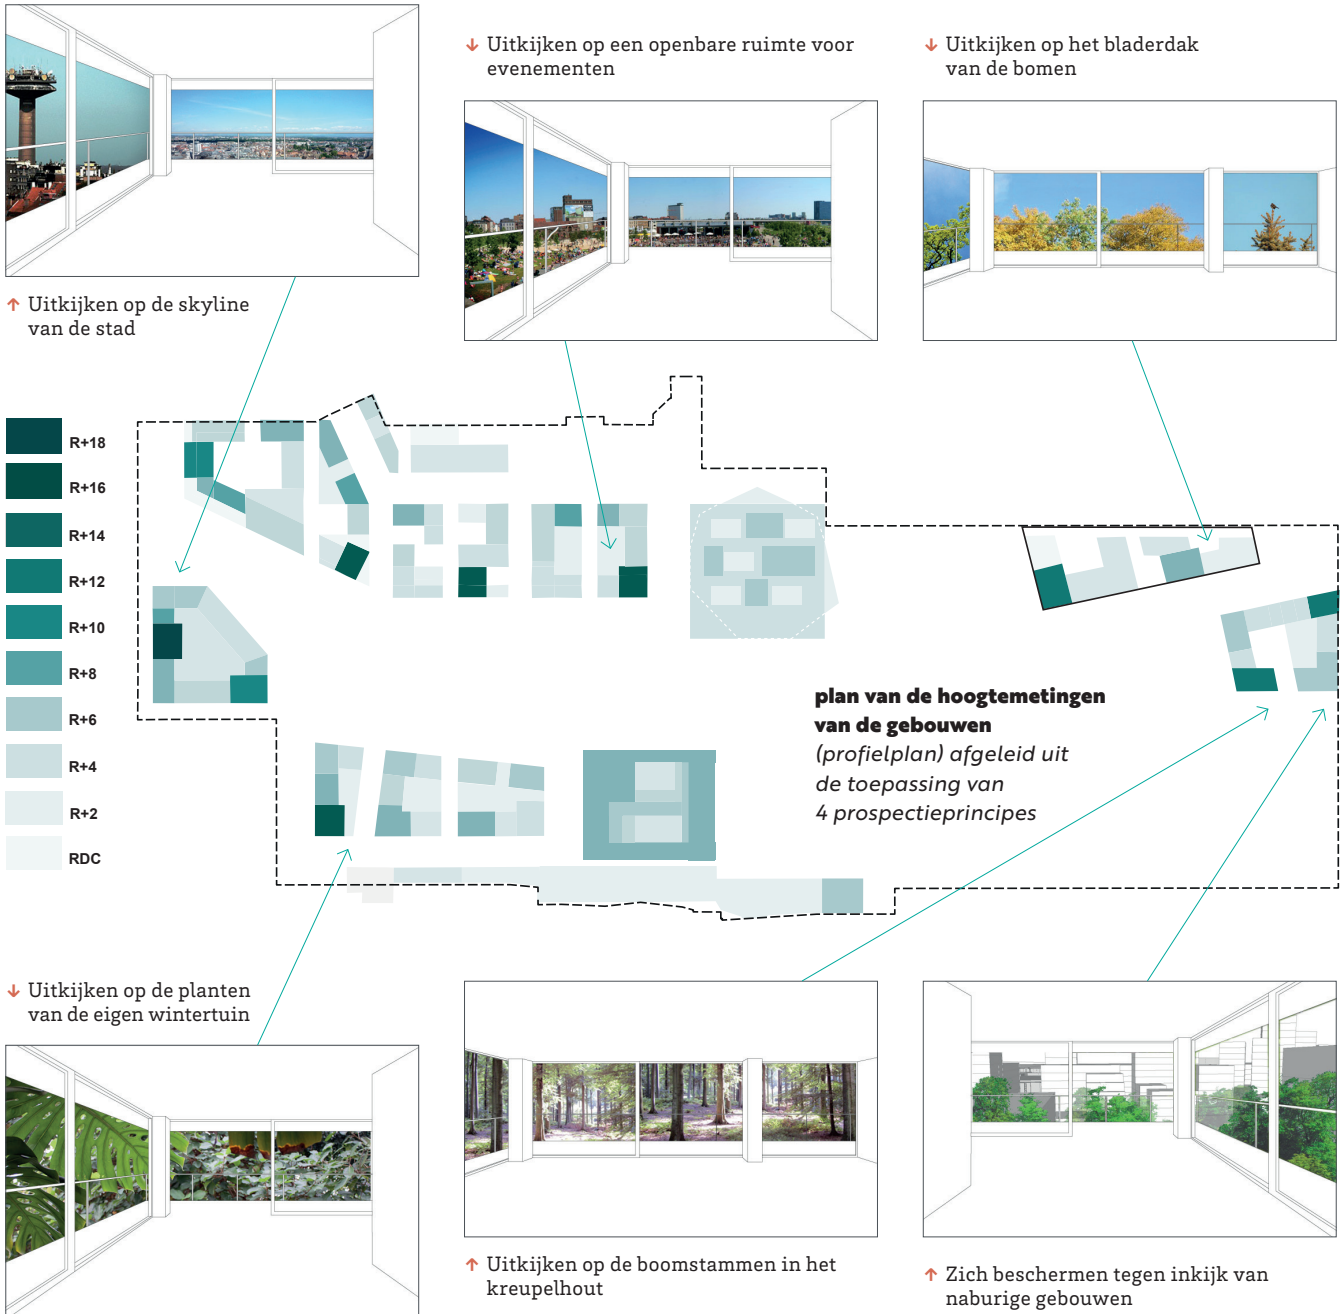 ↓ Uitkijken op een openbare ruimte voor
evenementen
↓ Uitkijken op het bladerdak
van de bomen
↑ Uitkijken op de skyline
van de stad
R+18
R+16
R+14
R+12
R+10
R+8
R+6
R+4
R+2
RDC
plan van de hoogtemetingen
van de gebouwen
(profielplan) afgeleid uit
de toepassing van
4 prospectieprincipes
↓ Uitkijken op de planten
van de eigen wintertuin
↑ Uitkijken op de boomstammen in het
kreupelhout
↑ Zich beschermen tegen inkijk van
naburige gebouwen